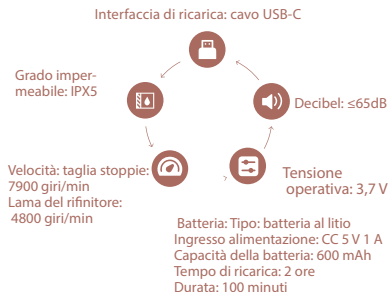 Interfaccia di ricarica: cavo USB-C
Grado imper-
meabile: IPX5
Decibel: ≤65dB
Velocità: taglia stoppie:
7900 giri/min
Lama del rifinitore:
4800 giri/min
Tensione
operativa: 3,7 V
Batteria: Tipo: batteria al litio
Ingresso alimentazione: CC 5 V 1 A
Capacità della batteria: 600 mAh
Tempo di ricarica: 2 ore
Durata: 100 minuti